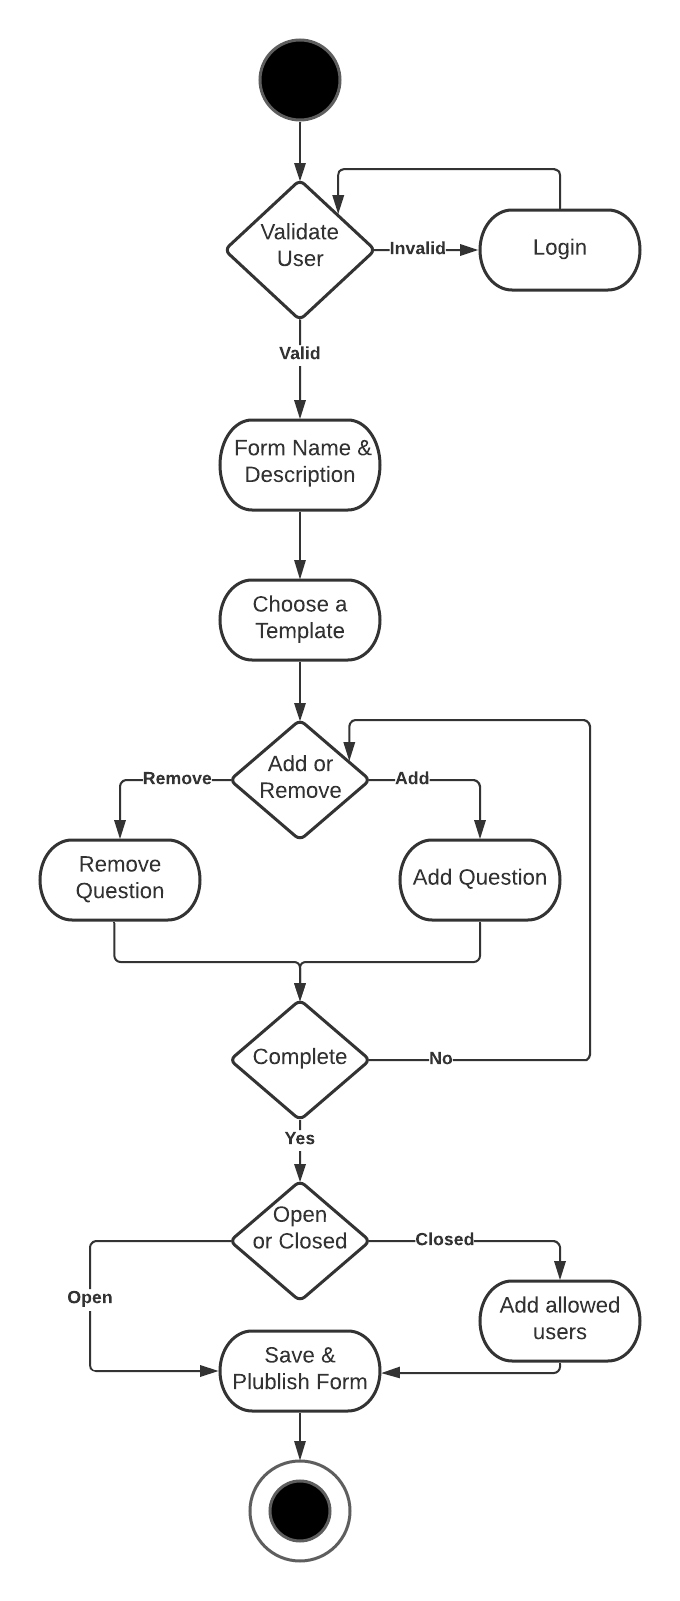 Validate
User
Invalid
Login
Valid
Form Name &
Description
Choose a
Template
Add or
Remove
Remove
Add
Remove
Question
Add Question
Complete
No
Yes
Open
or Closed
Closed
Open
Add allowed
users
Save &
Plublish Form